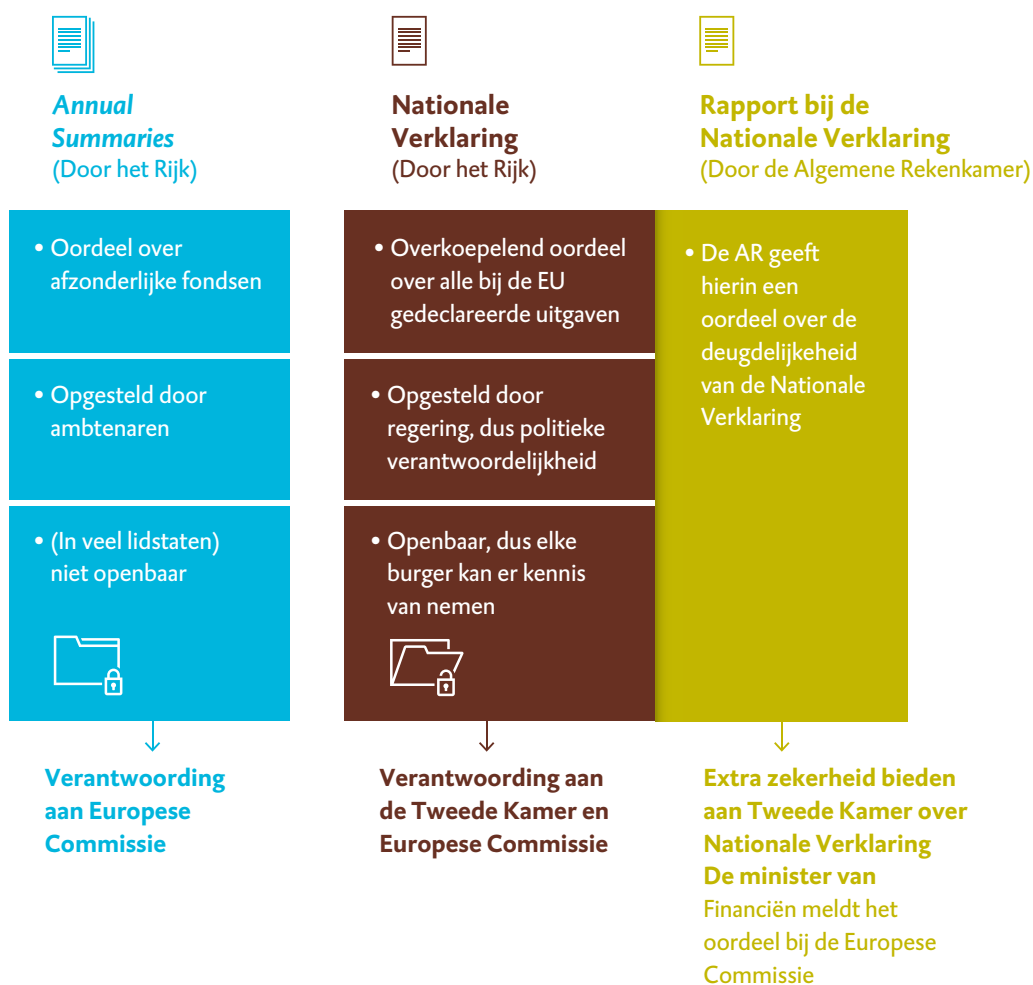 Annual
Summaries
(Door het Rijk)
• Oordeel over
afzonderlijke fondsen
• Opgesteld door
ambtenaren
• (In veel lidstaten)
niet openbaar
Verantwoording
aan Europese
Commissie
Nationale
Verklaring
(Door het Rijk)
• Overkoepelend oordeel
over alle bij de EU
gedeclareerde uitgaven
• Opgesteld door
regering, dus politieke
verantwoordelijkheid
• Openbaar, dus elke
burger kan er kennis
van nemen
Verantwoording aan
de Tweede Kamer en
Europese Commissie
Rapport bij de
Nationale Verklaring
(Door de Algemene Rekenkamer)
• De AR geeft
hierin een
oordeel over de
deugdelijkeheid
van de Nationale
Verklaring
Extra zekerheid bieden
aan Tweede Kamer over
Nationale Verklaring
De minister van
Financiën meldt het
oordeel bij de Europese
Commissie